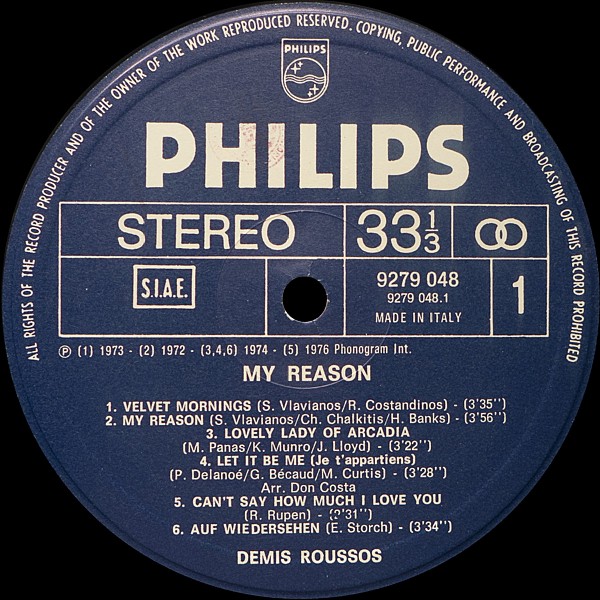 ALL RIGHTS OF THE RECORD PRODUCER AND OF THE OWNER OF THE WORK REPRODUCED RESERVED. COPYING, PUBLIC PERFORMANCE AND BROADCASTING OF THIS RECORD PROHIBITED
PHILIPS
PHILIPS
STEREO 33 1/3
S.I.A.E. 9279 048 1
9279 048.1
MADE IN ITALY
Ⓟ (1) 1973 - (2) 1972 - (3,4,6) 1974 - (5) 1976 Phonogram Int.
MY REASON
1. VELVET MORNINGS (S. Vlavianos/R. Costandinos) - (3'35'')
2. MY REASON (S. Vlavianos/Ch. Chalkitis/H. Banks) - (3'56'')
3. LOVELY LADY OF ARCADIA
(M. Panas/K. Munro/J. Lloyd) - (3'22'')
4. LET IT BE ME (Je t'appartiens)
(P. Delanoé/G. Bécaud/M. Curtis) - (3'28'')
Arr. Don Costa
5. CAN'T SAY HOW MUCH I LOVE YOU
(R. Rupen) -
6. AUF WIEDERSEHEN (E. Storch) - (3'34'')
DEMIS ROUSSOS